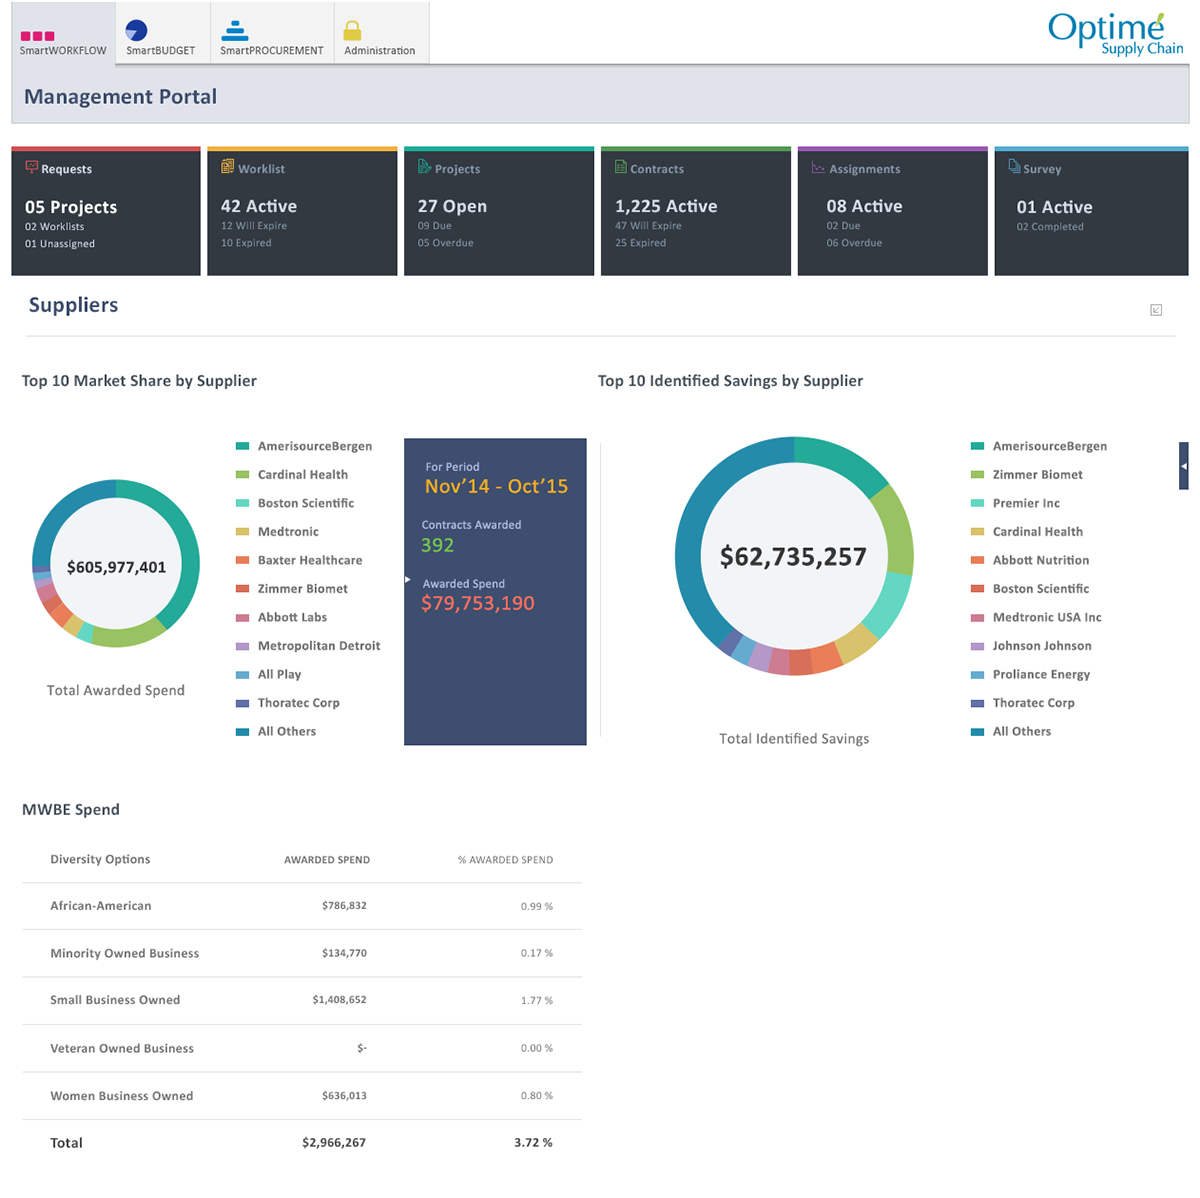 SmartWORKFLOW
SmartBUDGET
SmartPROCUREMENT
Administration
Optimé
Supply Chain
Management Portal
Requests
05 Projects
02 Worklists
01 Unassigned
Worklist
42 Active
12 Will Expire
10 Expired
Projects
27 Open
09 Due
05 Overdue
Contracts
1,225 Active
47 Will Expire
25 Expired
Assignments
08 Active
02 Due
06 Overdue
Survey
01 Active
02 Completed
Suppliers
Top 10 Market Share by Supplier
$605,977,401
Total Awarded Spend
AmerisourceBergen
Cardinal Health
Boston Scientific
Medtronic
Baxter Healthcare
Zimmer Biomet
Abbott Labs
Metropolitan Detroit
All Play
Thoratec Corp
All Others
For Period
Nov’14 - Oct’15
Contracts Awarded
392
Awarded Spend
$79,753,190
Top 10 Identified Savings by Supplier
$62,735,257
Total Identified Savings
AmerisourceBergen
Zimmer Biomet
Premier Inc
Cardinal Health
Abbott Nutrition
Boston Scientific
Medtronic USA Inc
Johnson Johnson
Proliance Energy
Thoratec Corp
All Others
MWBE Spend
Diversity Options AWARDED SPEND % AWARDED SPEND
African-American $786,832 0.99 %
Minority Owned Business $134,770 0.17 %
Small Business Owned $1,408,652 1.77 %
Veteran Owned Business $- 0.00 %
Women Business Owned $636,013 0.80 %
Total $2,966,267 3.72 %